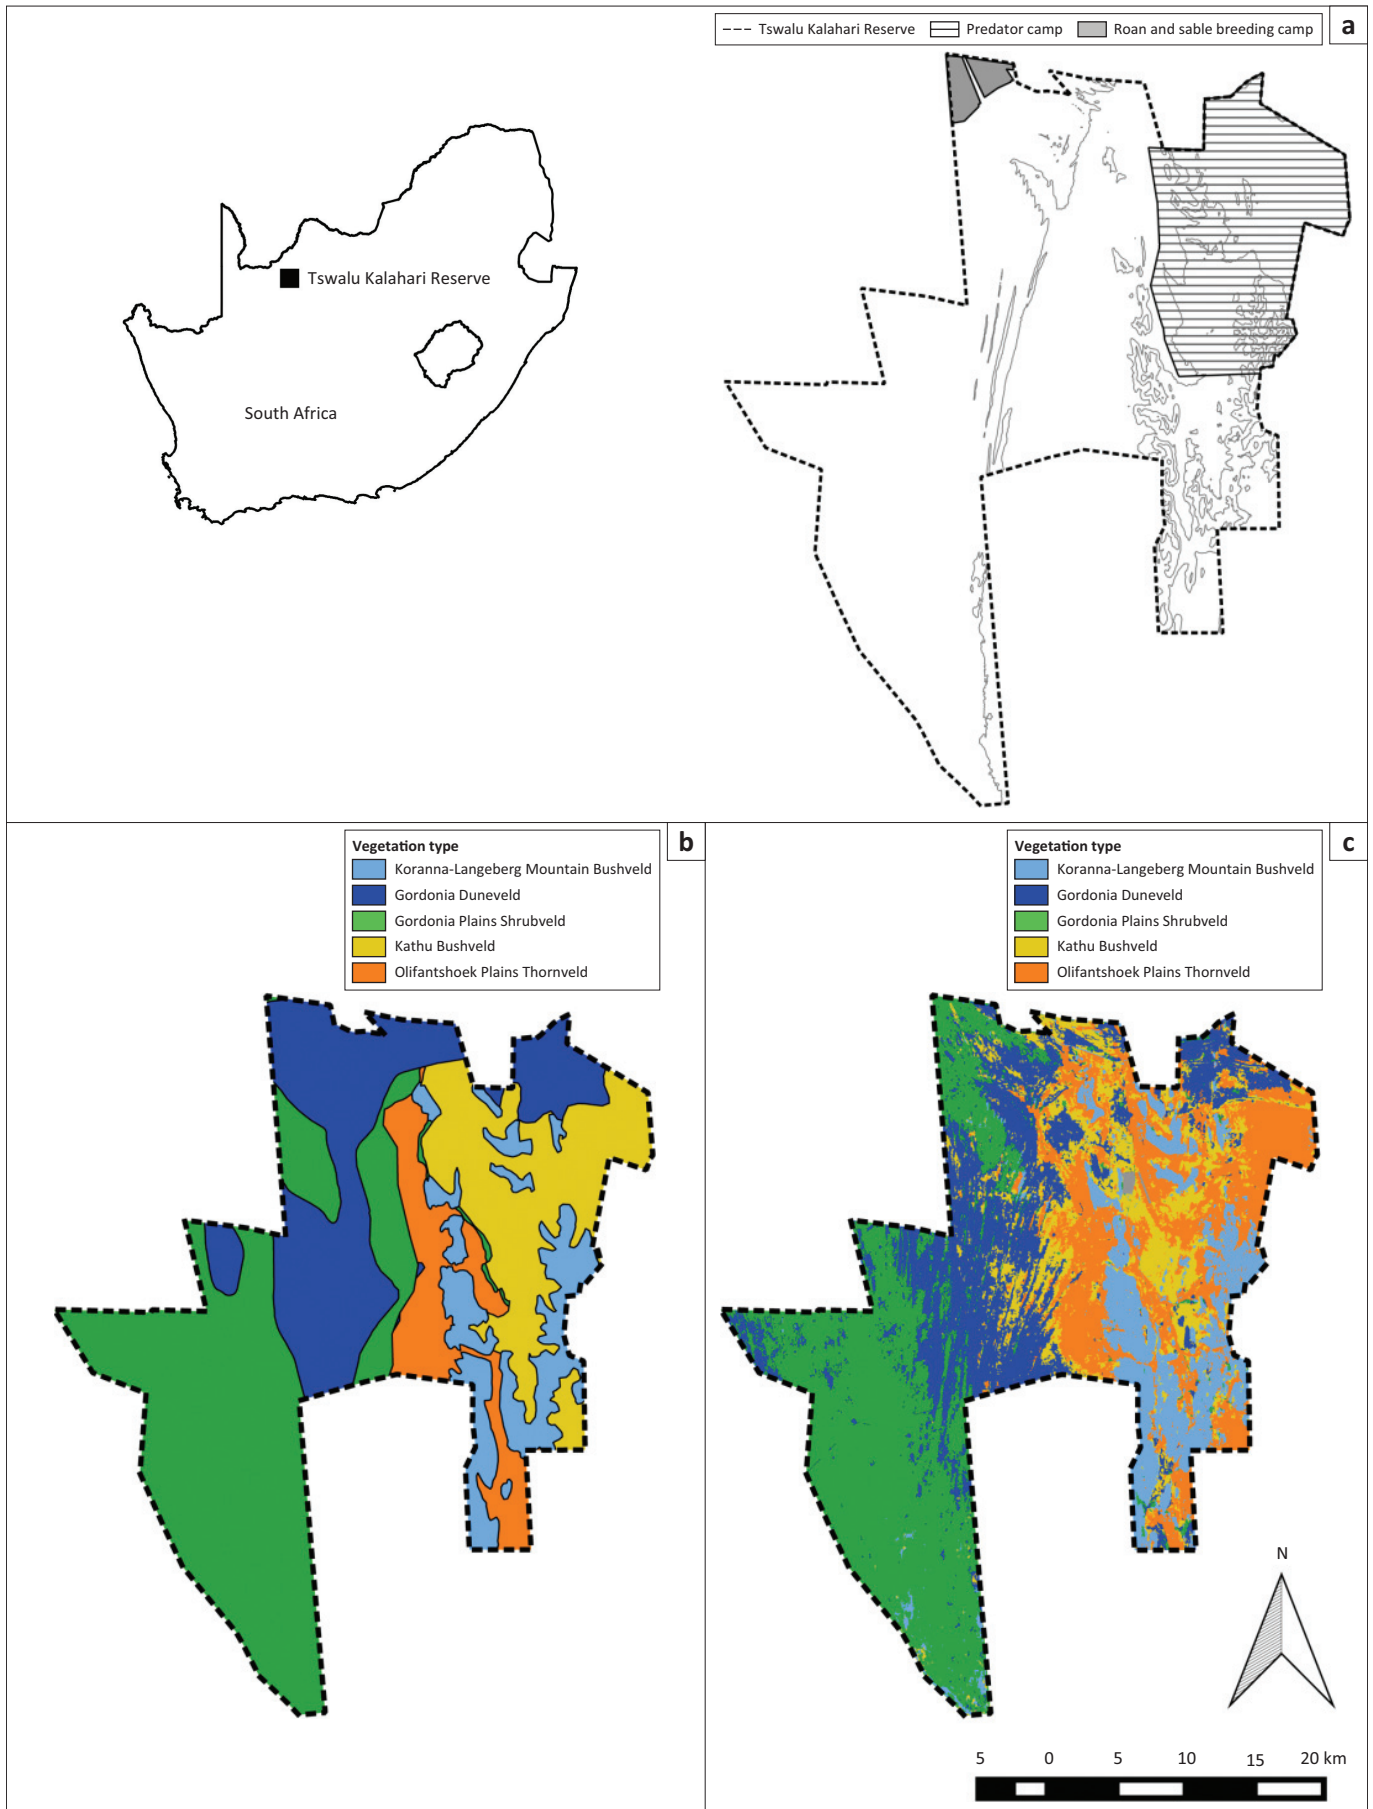 Tswalu Kalahari Reserve Predator camp Roan and sable breeding camp
a
Tswalu Kalahari Reserve
South Africa
b
Vegetation type
Koranna-Langeberg Mountain Bushveld
Gordonia Duneveld
Gordonia Plains Shrubveld
Kathu Bushveld
Olifantshoek Plains Thornveld
c
Vegetation type
Koranna-Langeberg Mountain Bushveld
Gordonia Duneveld
Gordonia Plains Shrubveld
Kathu Bushveld
Olifantshoek Plains Thornveld
N
5 0 5 10 15 20 km